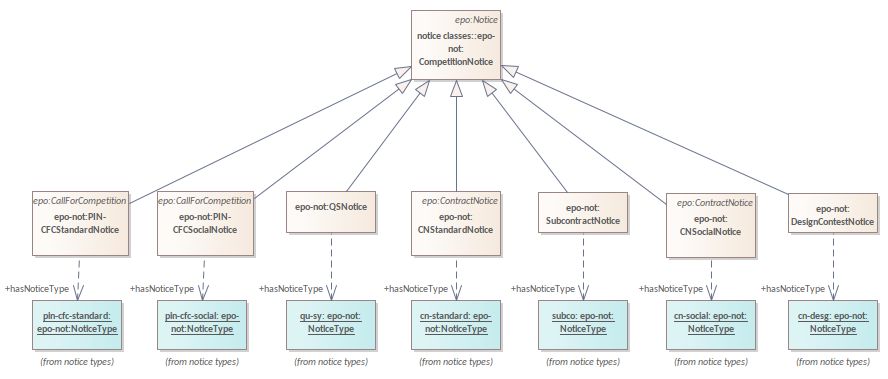 epo:Notice
notice classes::epo-
not:
CompetitionNotice
epo:CallForCompetition
epo-not:PIN-
CFCStandardNotice
epo:CallForCompetition
epo-not:PIN-
CFCSocialNotice
epo-not:QSNotice
epo:ContractNotice
epo-not:
CNStandardNotice
epo-not:
SubcontractNotice
epo:ContractNotice
epo-not:
CNSocialNotice
epo-not:
DesignContestNotice
+hasNoticeType
+hasNoticeType
+hasNoticeType
+hasNoticeType
+hasNoticeType
+hasNoticeType
+hasNoticeType
pin-cfc-standard:
epo-not:NoticeType
pin-cfc-social: epo-
not:NoticeType
qu-sy: epo-not:
NoticeType
cn-standard: epo-
not:NoticeType
subco: epo-not:
NoticeType
cn-social: epo-not:
NoticeType
cn-desg: epo-not:
NoticeType
(from notice types)
(from notice types)
(from notice types)
(from notice types)
(from notice types)
(from notice types)
(from notice types)